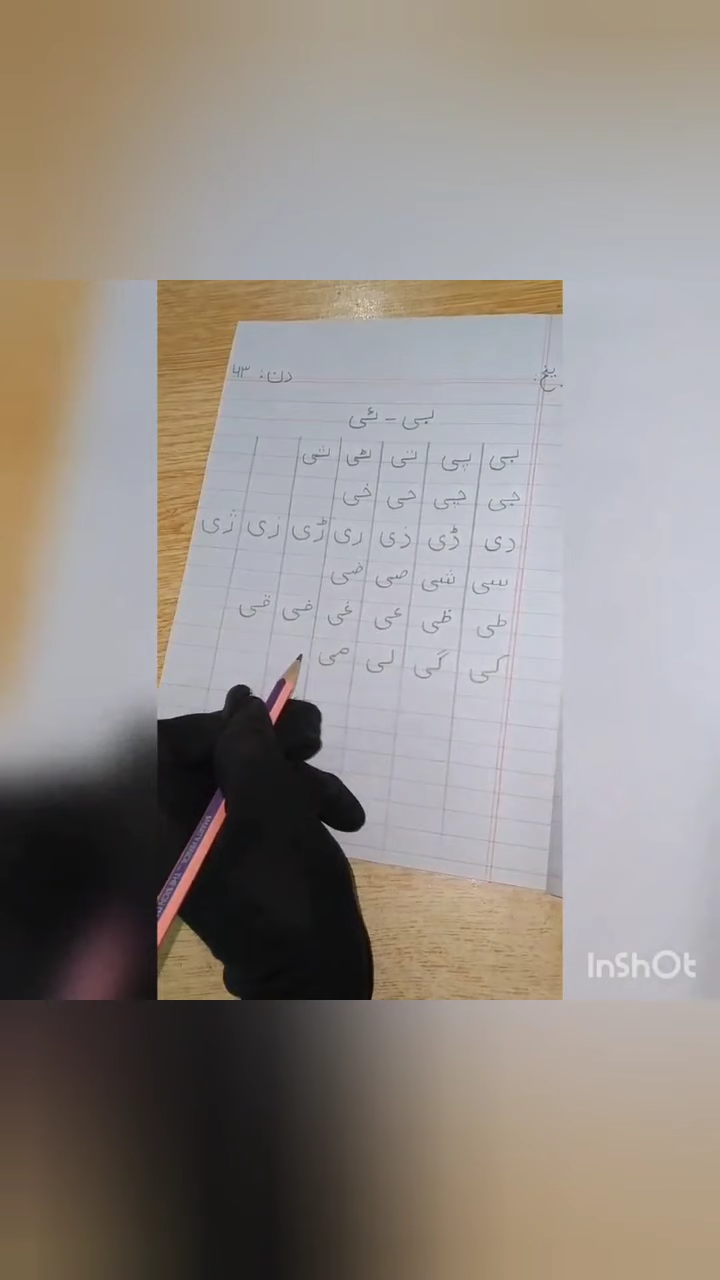 دن: ۴۳
بی - ئی
بی پی تی ٹی ثی
جی چی حی خی
دی ڈی ذی ری ڑی زی ژی
سی شی صی ضی
طی ظی عی غی فی قی
کی گی لی می
InShOt